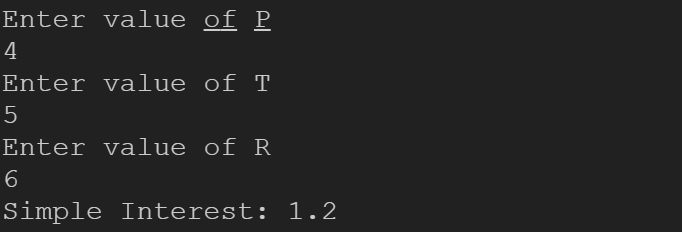 Enter value of P
4
Enter value of T
5
Enter value of R
6
Simple Interest: 1.2